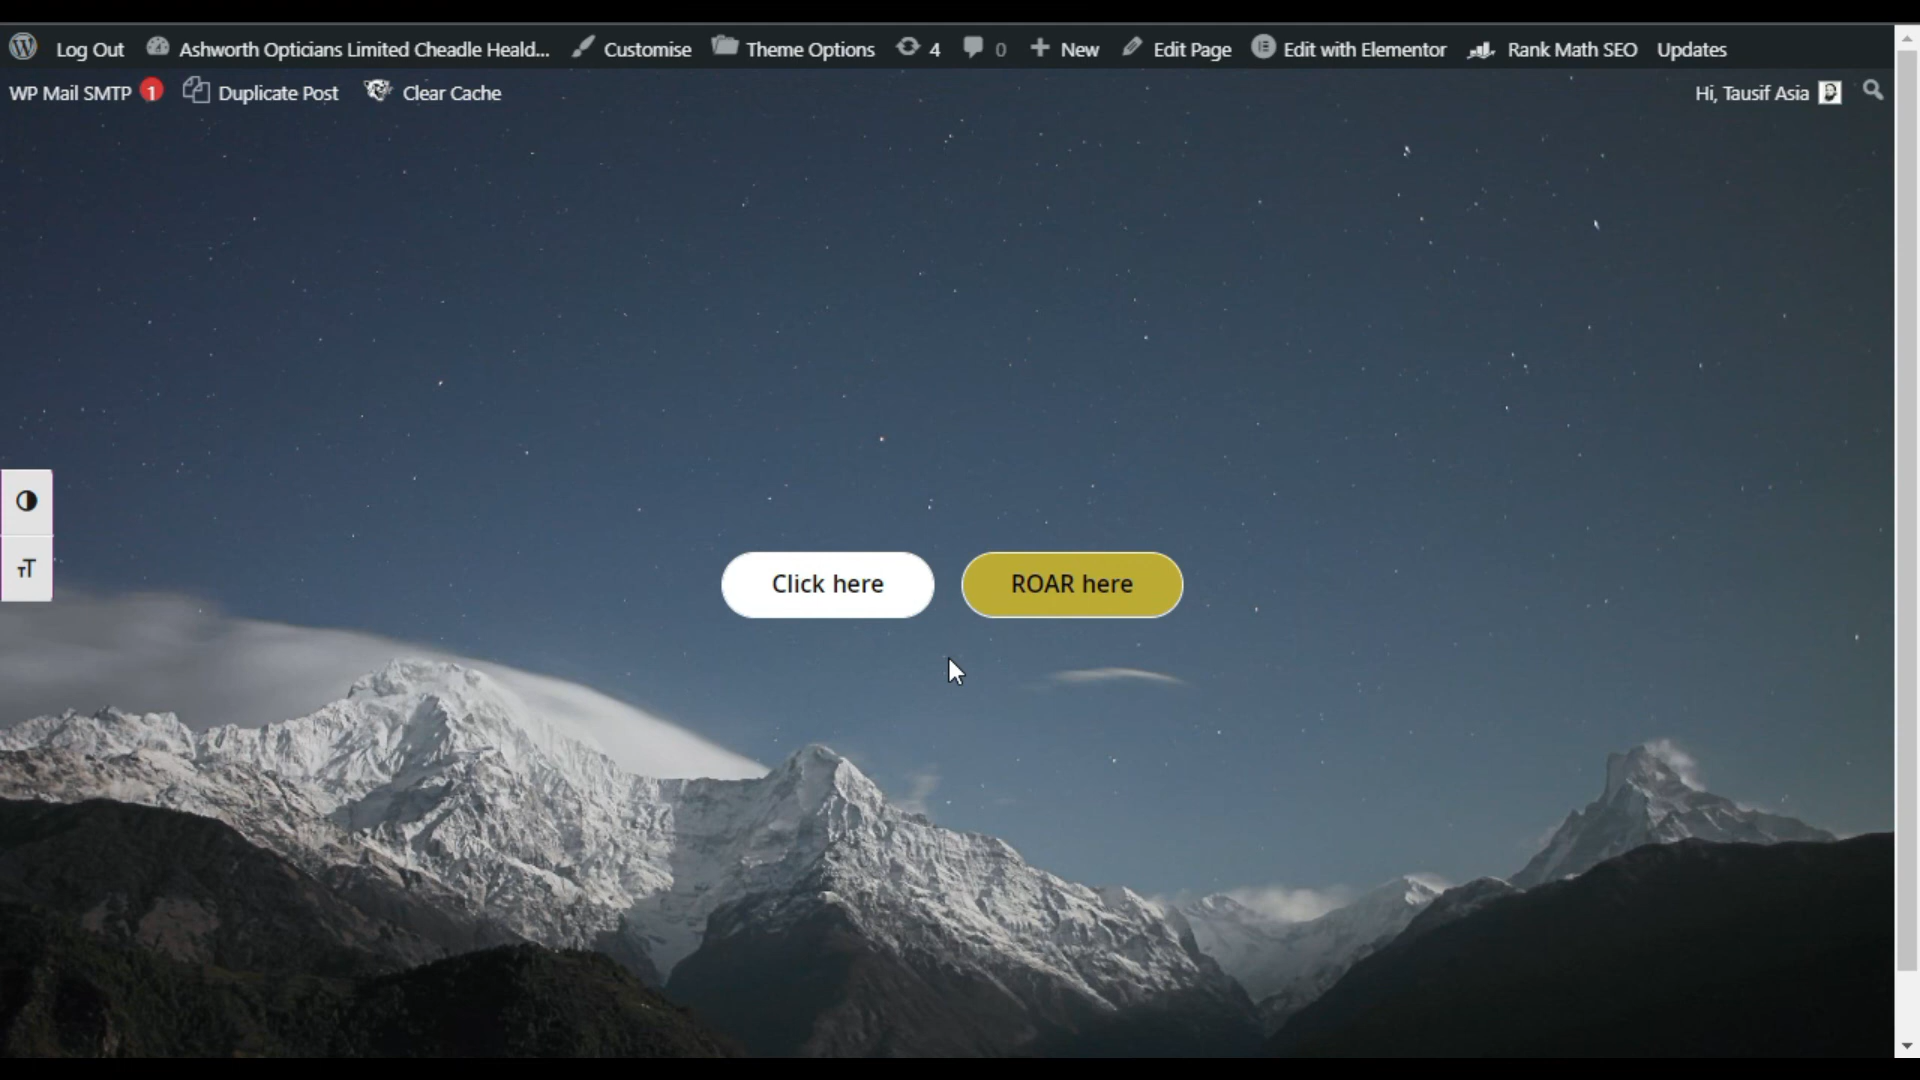 Log Out Ashworth Opticians Limited Cheadle Heald... Customise Theme Options 4 0 New Edit Page Edit with Elementor Rank Math SEO Updates
WP Mail SMTP 1 Duplicate Post Clear Cache Hi, Tausif Asia
TT
Click here ROAR here